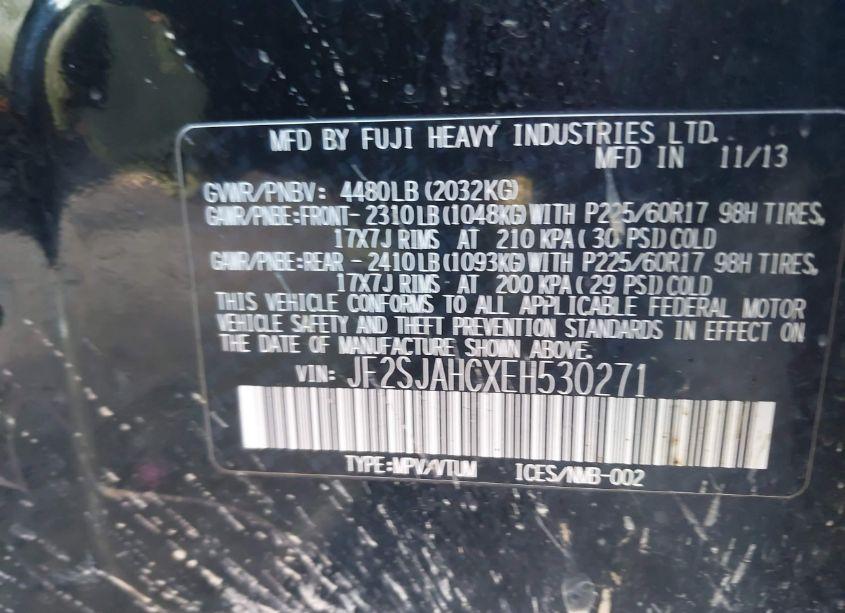 MFD BY FUJI HEAVY INDUSTRIES LTD.
MFD IN 11/13
GVWR/PNBV: 4480LB(2032KG)
GAWR/PNBE:FRONT-2310LB(1048KG)WITH P225/60R17 98H TIRES,
17X7J RIMS AT 210 KPA(30 PSI)COLD
GAWR/PNBE:REAR -2410LB(1093KG)WITH P225/60R17 98H TIRES,
17X7J RIMS AT 200 KPA(29 PSI)COLD
THIS VEHICLE CONFORMS TO ALL APPLICABLE FEDERAL MOTOR
VEHICLE SAFETY AND THEFT PREVENTION STANDARDS IN EFFECT ON
THE DATE OF MANUFACTURE SHOWN ABOVE.
VIN: JF2SJAHCXEH530271
TYPE:MPV/VTUM ICES/NMB-002